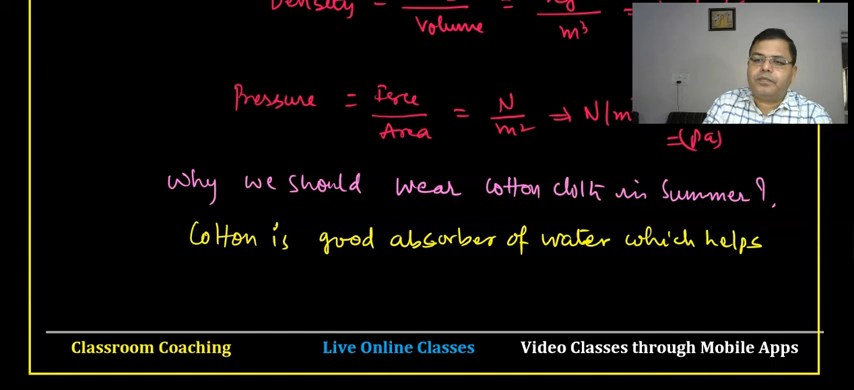 Density =
Volume = m³ =
Pressure = Force/Area = N/m² ⇒ N/m
=(Pa)
Why we should wear cotton cloth in summer?
Cotton is good absorber of water which helps
Classroom Coaching Live Online Classes Video Classes through Mobile Apps